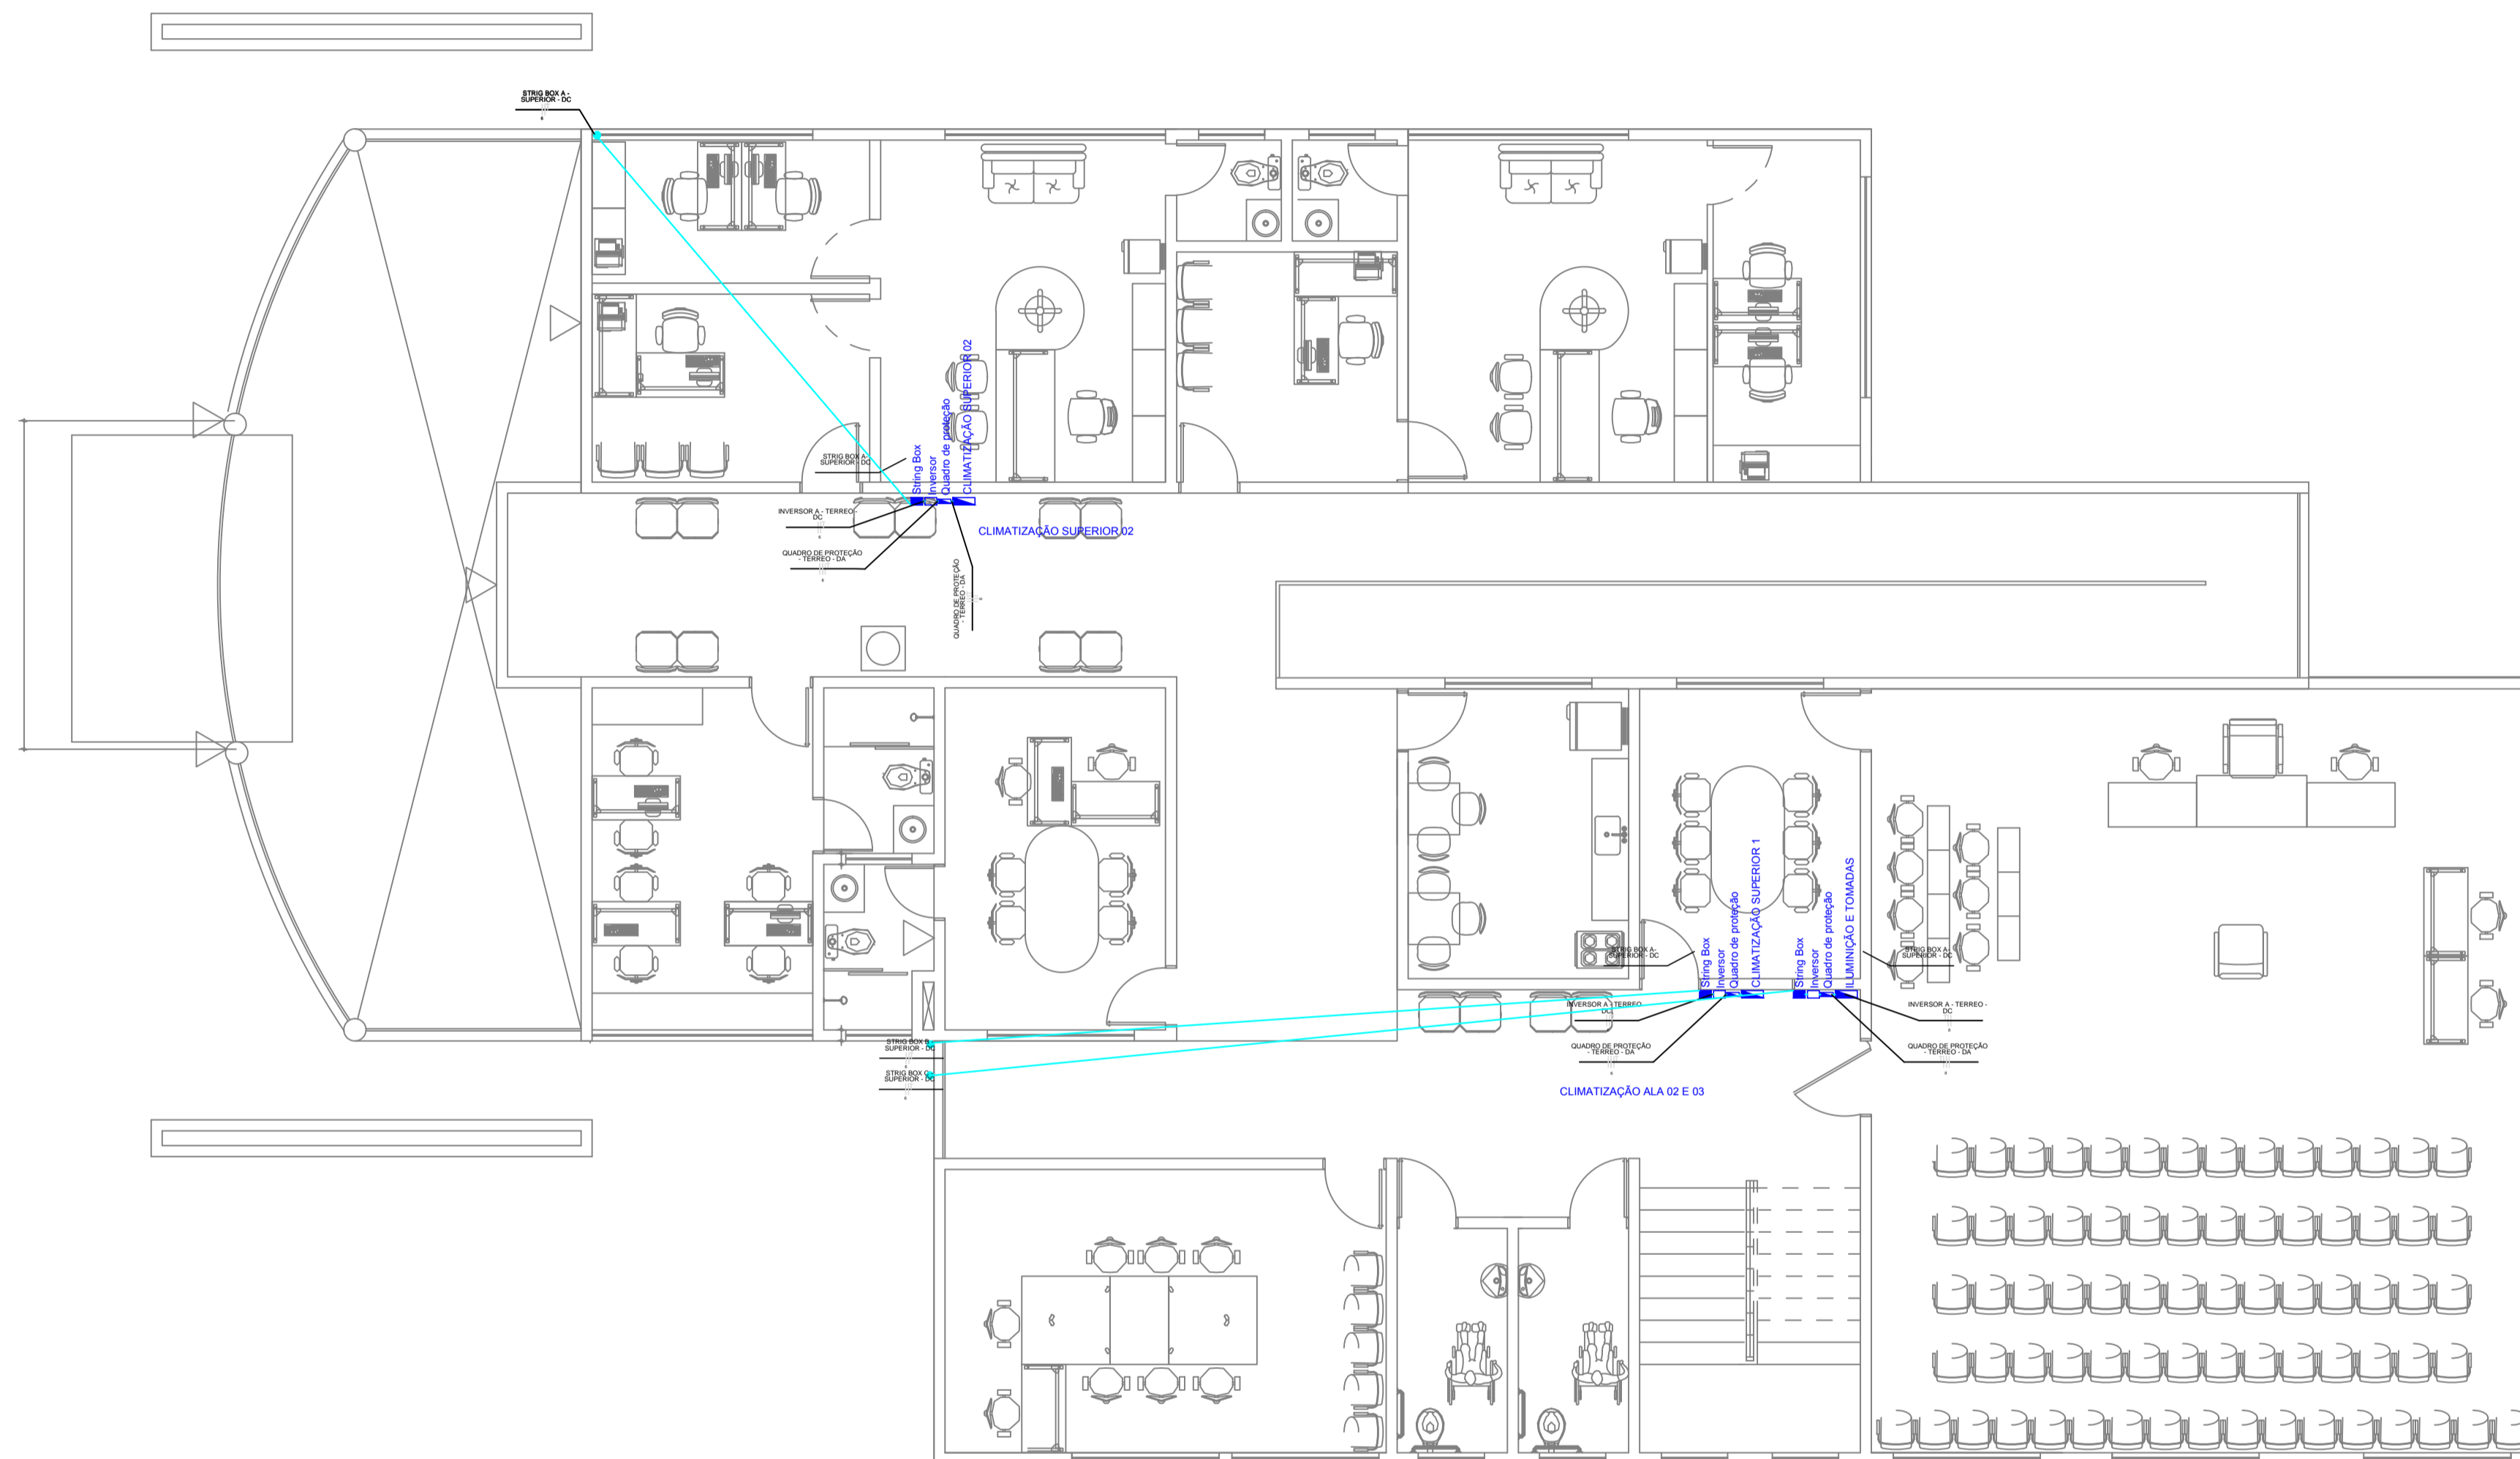 STRIG BOX A -
SUPERIOR - DC
6
STRIG BOX A-
SUPERIOR - DC
String Box
Inversor
Quadro de proteção
CLIMATIZAÇÃO SUPERIOR 02
INVERSOR A - TERREO -
DC
6
CLIMATIZAÇÃO SUPERIOR 02
QUADRO DE PROTEÇÃO
- TERREO - DA
6
QUADRO DE PROTEÇÃO
- TERREO - DA
STRIG BOX A-
SUPERIOR - DC
String Box
Inversor
Quadro de proteção
CLIMATIZAÇÃO SUPERIOR 1
String Box
Inversor
Quadro de proteção
ILUMINIÇÃO E TOMADAS
STRIG BOX A-
SUPERIOR - DC
INVERSOR A - TERREO -
DC
INVERSOR A - TERREO -
DC
STRIG BOX B -
SUPERIOR - DC
QUADRO DE PROTEÇÃO
- TERREO - DA
QUADRO DE PROTEÇÃO
- TERREO - DA
STRIG BOX C -
SUPERIOR - DC
CLIMATIZAÇÃO ALA 02 E 03